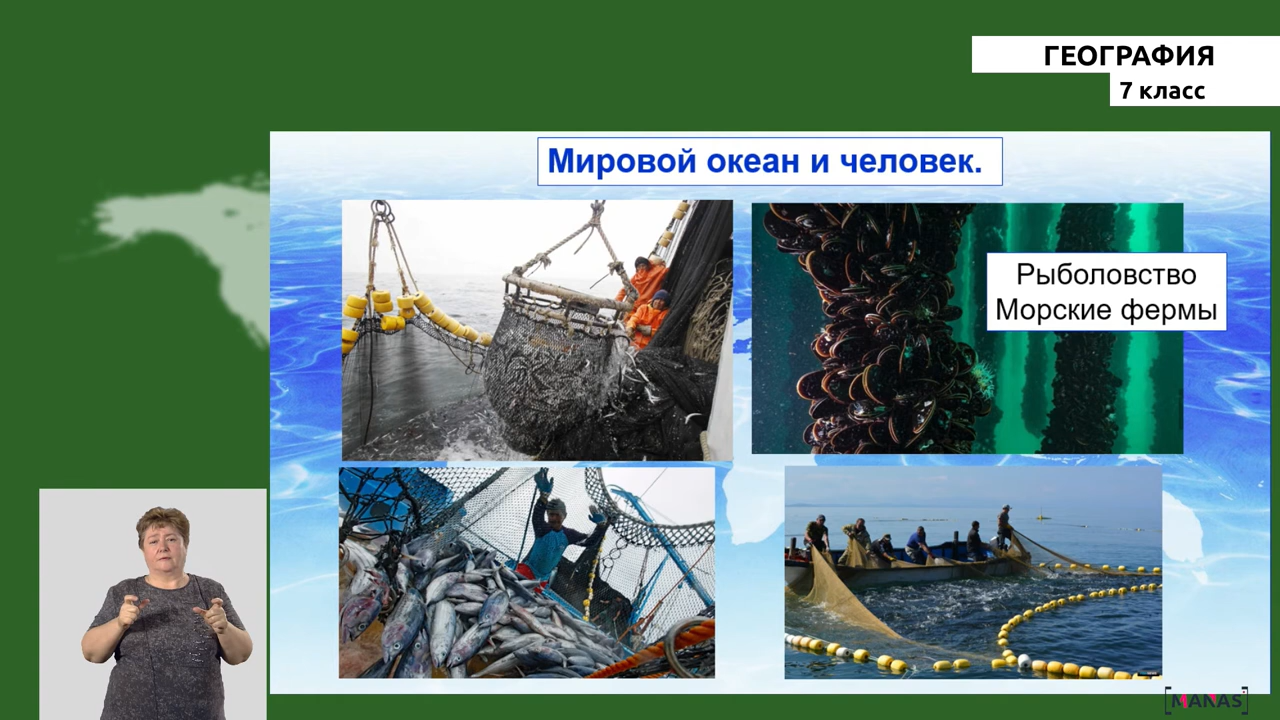 ГЕОГРАФИЯ
7 класс
Мировой океан и человек.
Рыболовство
Морские фермы
[MANAS]